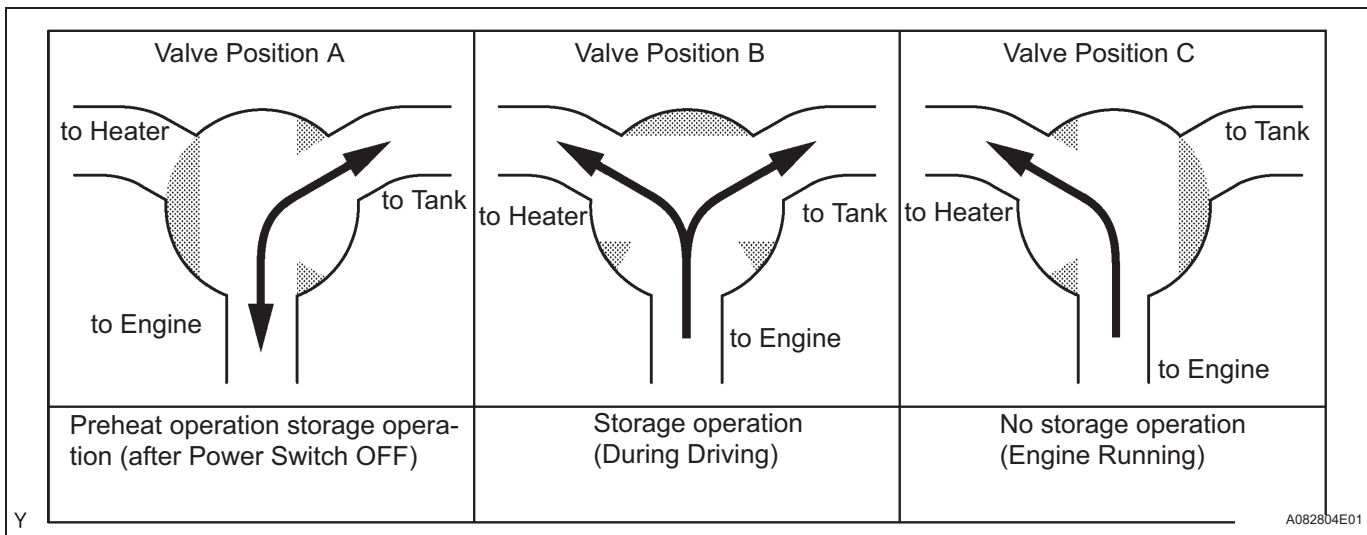 Valve Position A
to Heater
to Tank
to Engine
Preheat operation storage opera-
tion (after Power Switch OFF)
Valve Position B
to Heater
to Tank
to Engine
Storage operation
(During Driving)
Valve Position C
to Tank
to Heater
to Engine
No storage operation
(Engine Running)
Y
A082804E01